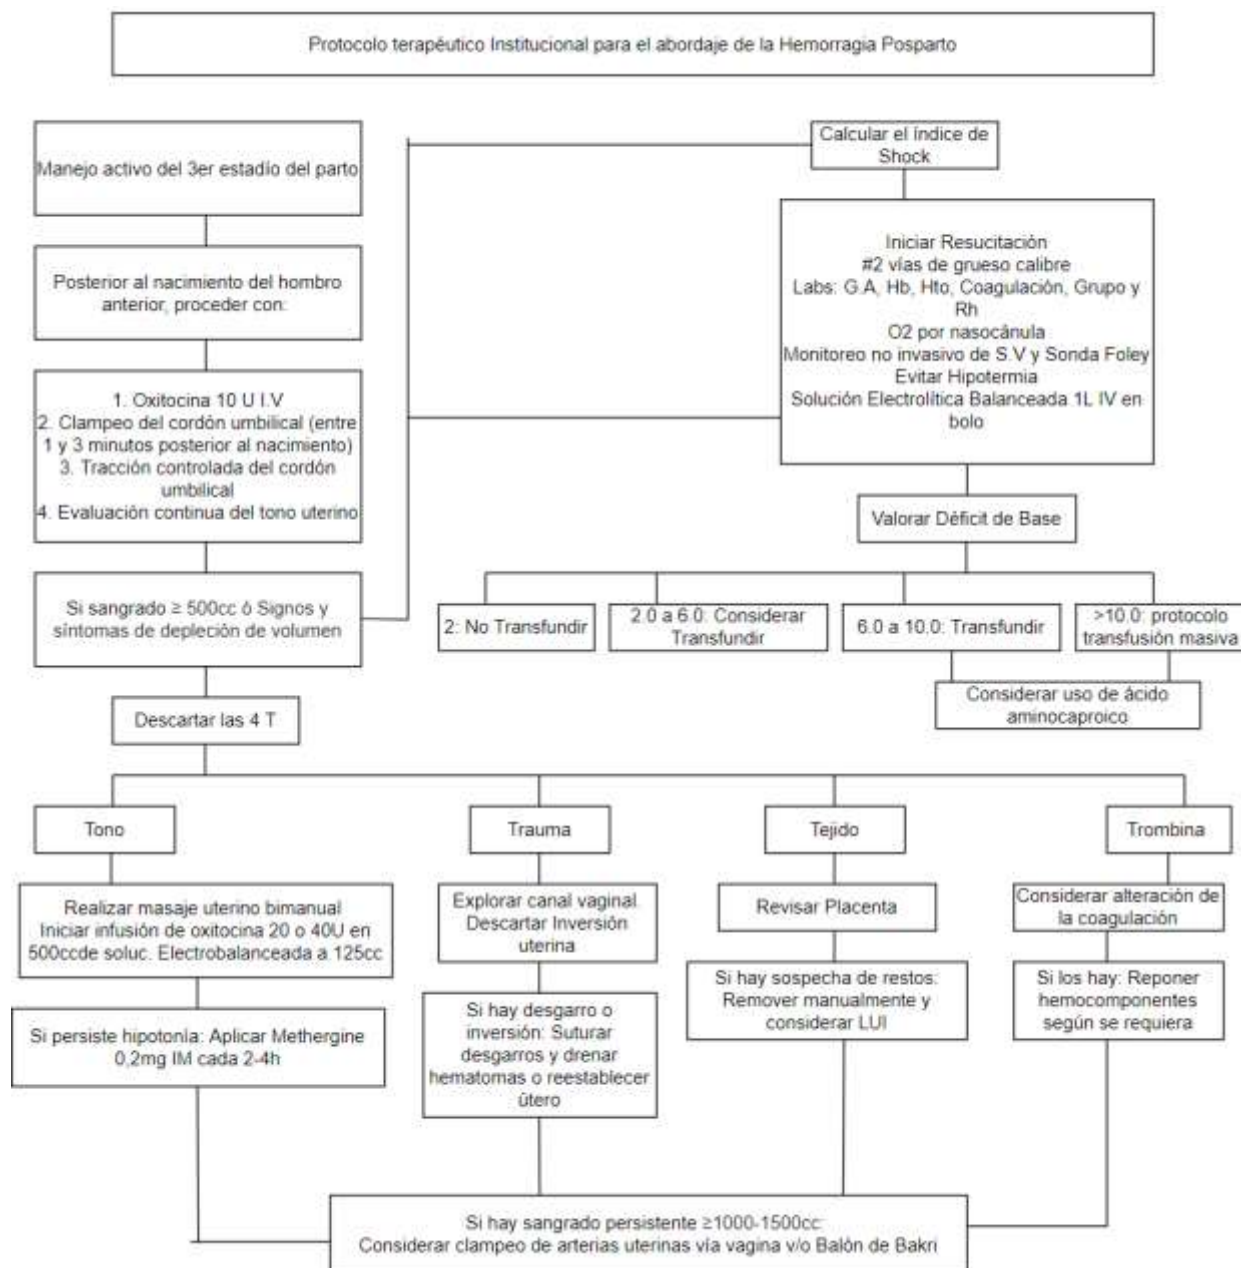 Protocolo terapéutico Institucional para el abordaje de la Hemorragia Posparto
Manejo activo del 3er estadío del parto
Posterior al nacimiento del hombro
anterior, proceder con:
1. Oxitocina 10 U I.V
2. Clampeo del cordón umbilical (entre
1 y 3 minutos posterior al nacimiento)
3. Tracción controlada del cordón
umbilical
4. Evaluación continua del tono uterino
Si sangrado ≥ 500cc ó Signos y
síntomas de depleción de volumen
Calcular el índice de
Shock
Iniciar Resucitación
#2 vías de grueso calibre
Labs: G.A, Hb, Hto, Coagulación, Grupo y
Rh
O2 por nasocánula
Monitoreo no invasivo de S.V y Sonda Foley
Evitar Hipotermia
Solución Electrolítica Balanceada 1L IV en
bolo
Valorar Déficit de Base
2: No Transfundir
2.0 a 6.0: Considerar
Transfundir
6.0 a 10.0: Transfundir
>10.0: protocolo
transfusión masiva
Considerar uso de ácido
aminocaproico
Descartar las 4 T
Tono
Realizar masaje uterino bimanual
Iniciar infusión de oxitocina 20 o 40U en
500ccde soluc. Electrobalanceada a 125cc
Si persiste hipotonía: Aplicar Methergine
0,2mg IM cada 2-4h
Trauma
Explorar canal vaginal.
Descartar Inversión
uterina
Si hay desgarro o
inversión: Suturar
desgarros y drenar
hematomas o reestablecer
útero
Tejido
Revisar Placenta
Si hay sospecha de restos:
Remover manualmente y
considerar LUI
Trombina
Considerar alteración de
la coagulación
Si los hay: Reponer
hemocomponentes
según se requiera
Si hay sangrado persistente ≥1000-1500cc:
Considerar clampeo de arterias uterinas vía vagina y/o Balón de Bakri